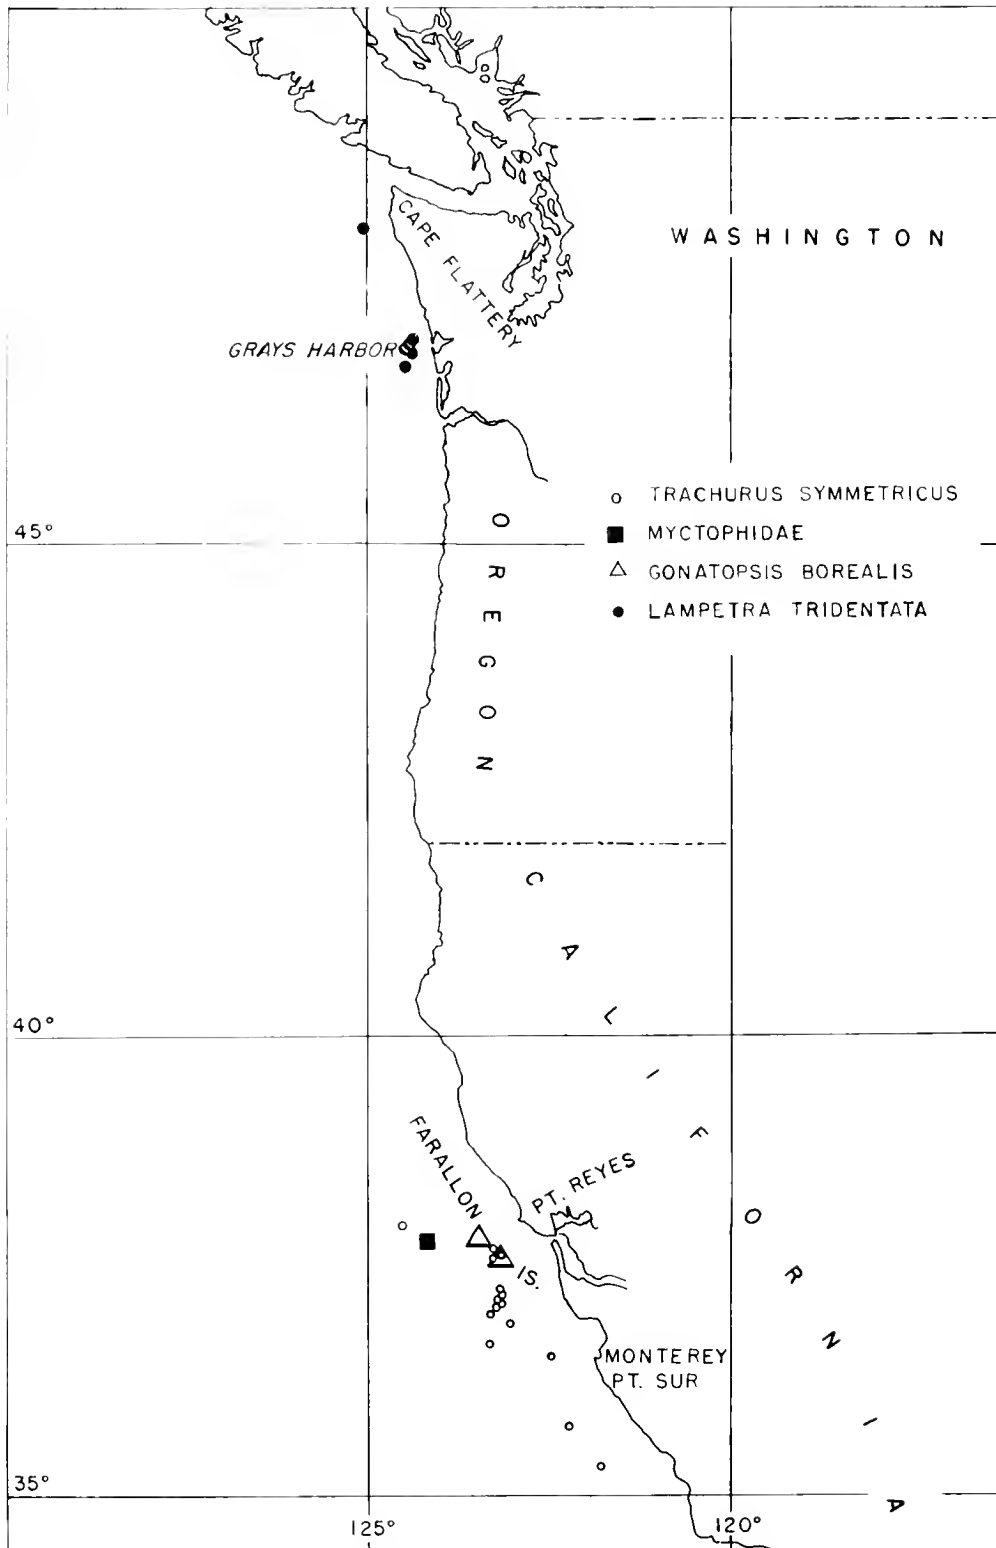 CAPE FLATTERY
WASHINGTON
GRAYS HARBOR
TRACHURUS SYMMETRICUS
MYCTOPHIDAE
GONATOPSIS BOREALIS
LAMPETRA TRIDENTATA
45°
OREGON
CALIFORNIA
40°
FARALLON IS.
PT. REYES
MONTEREY
PT. SUR
35°
125°
120°